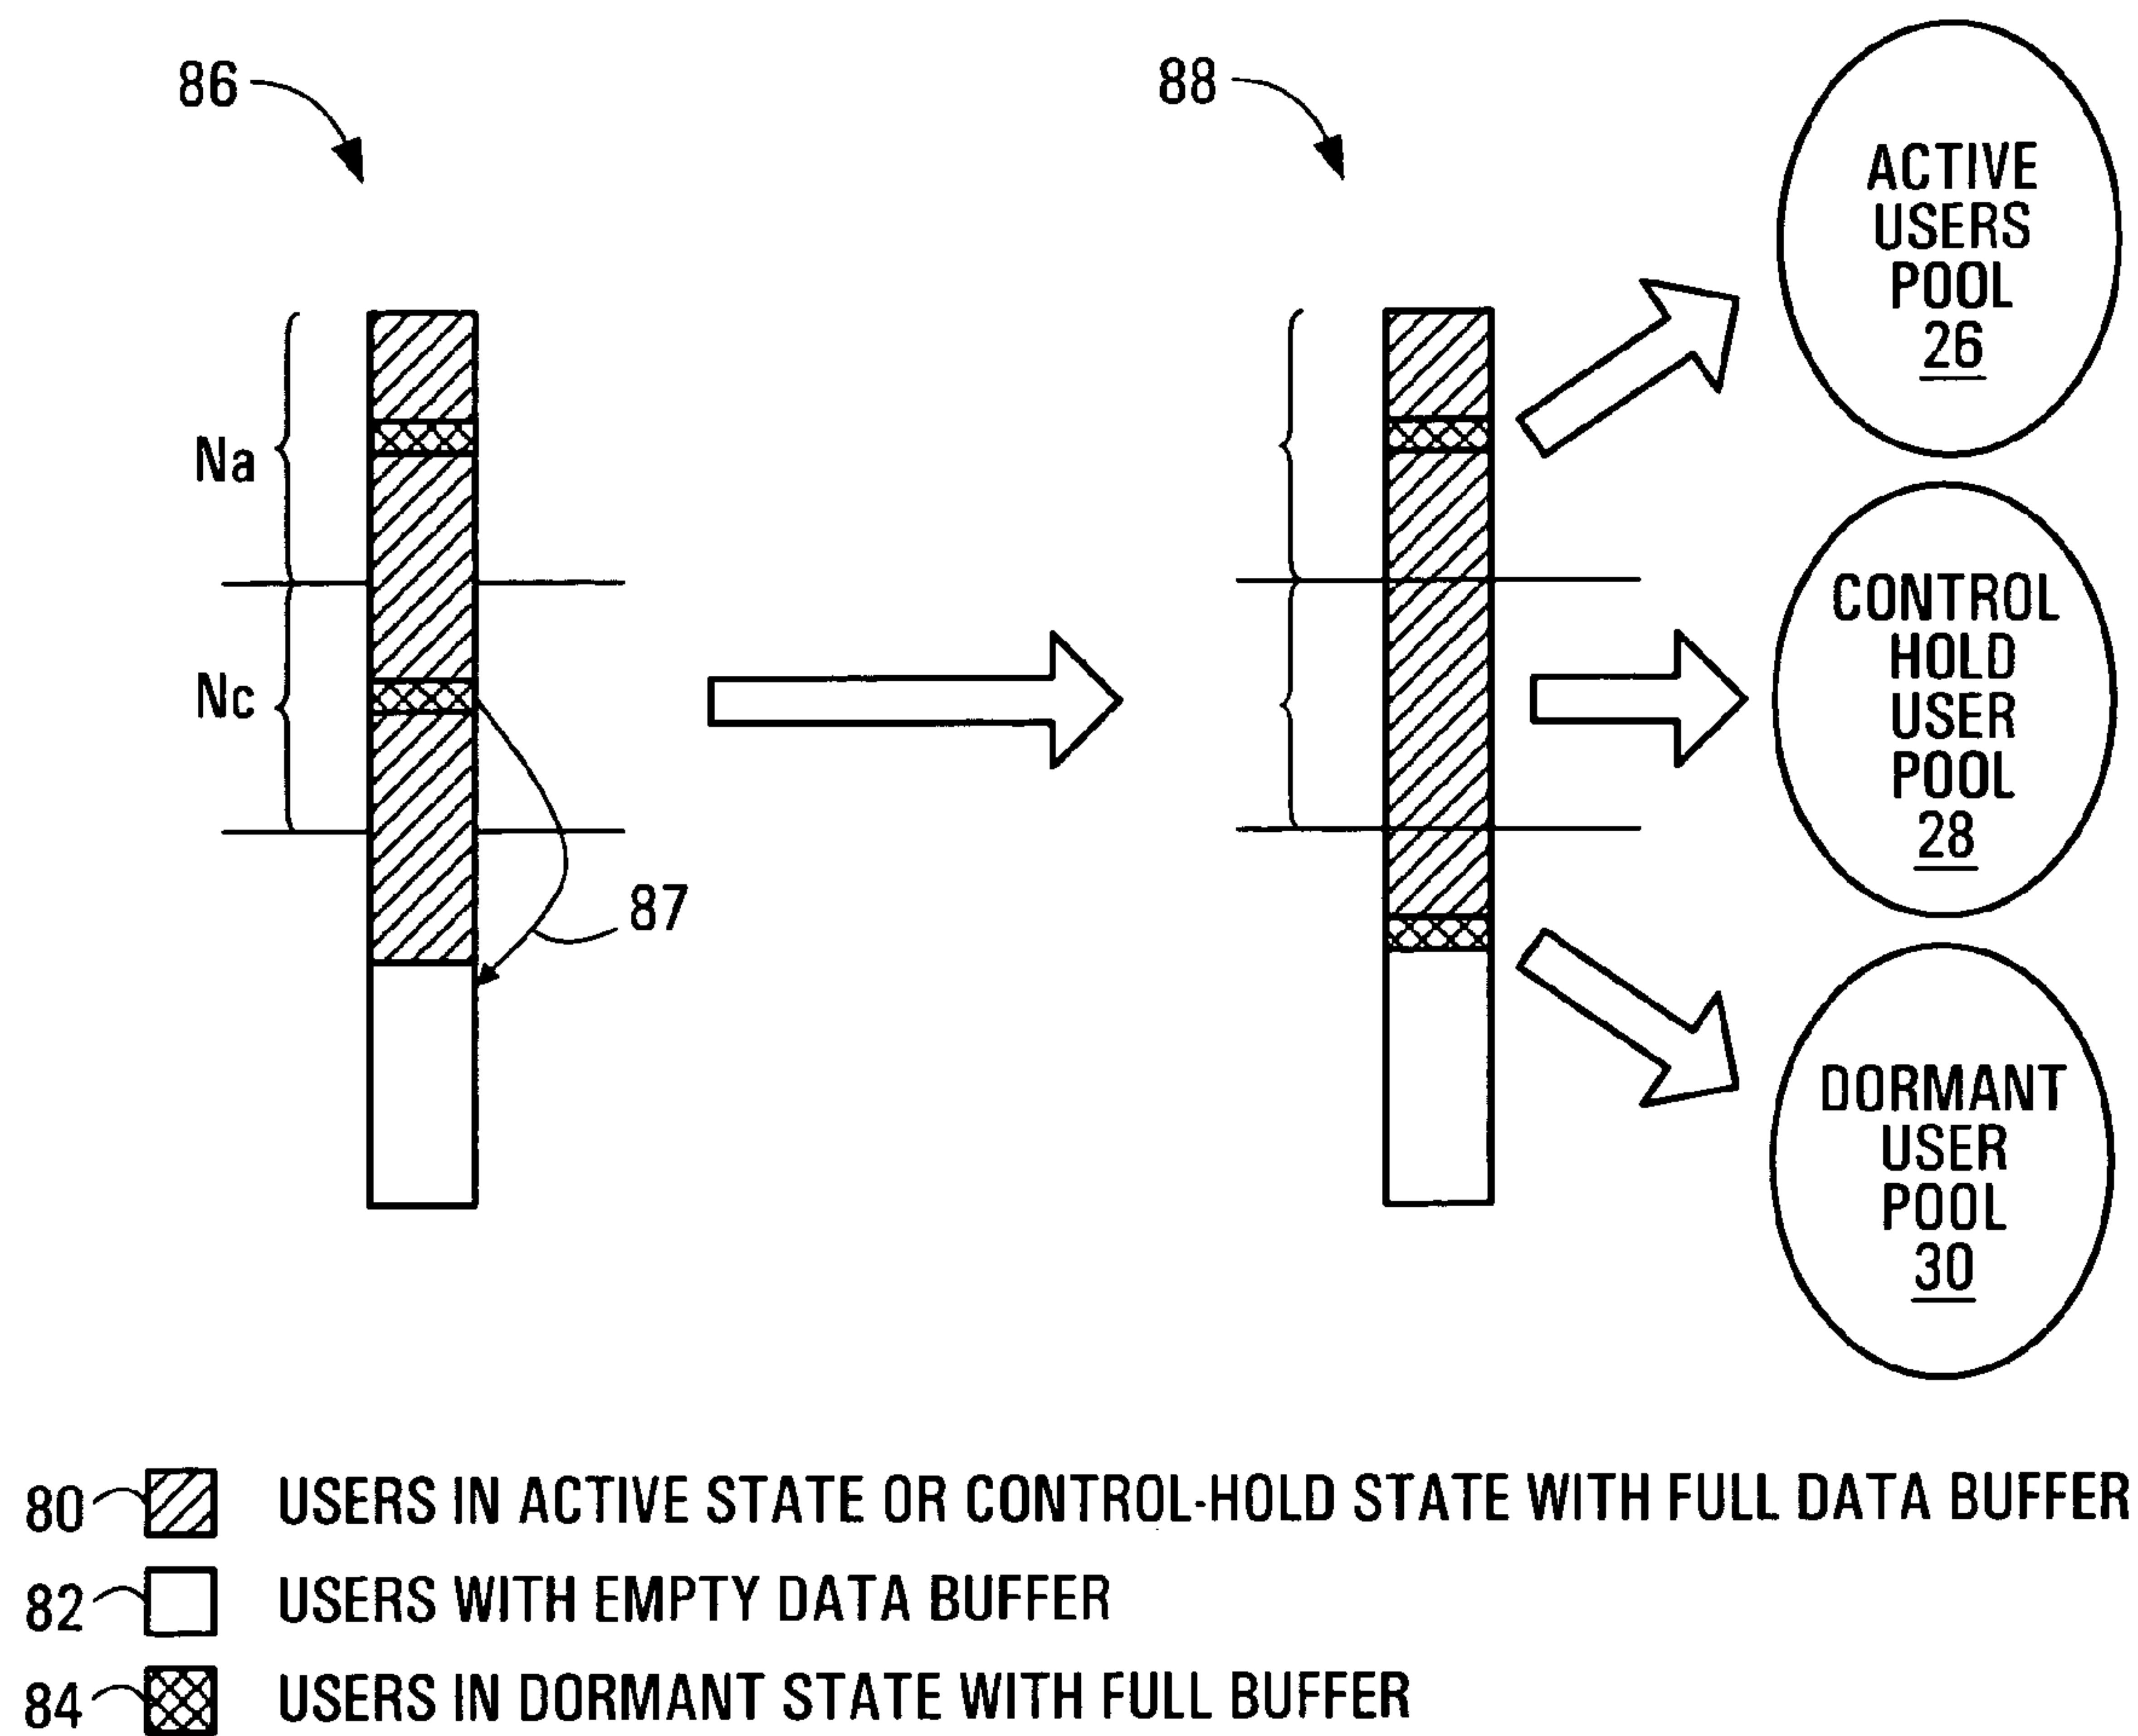 86
88
ACTIVE
USERS
POOL
26
Na
CONTROL
HOLD
USER
POOL
28
Nc
87
DORMANT
USER
POOL
30
80 USERS IN ACTIVE STATE OR CONTROL-HOLD STATE WITH FULL DATA BUFFER
82 USERS WITH EMPTY DATA BUFFER
84 USERS IN DORMANT STATE WITH FULL BUFFER